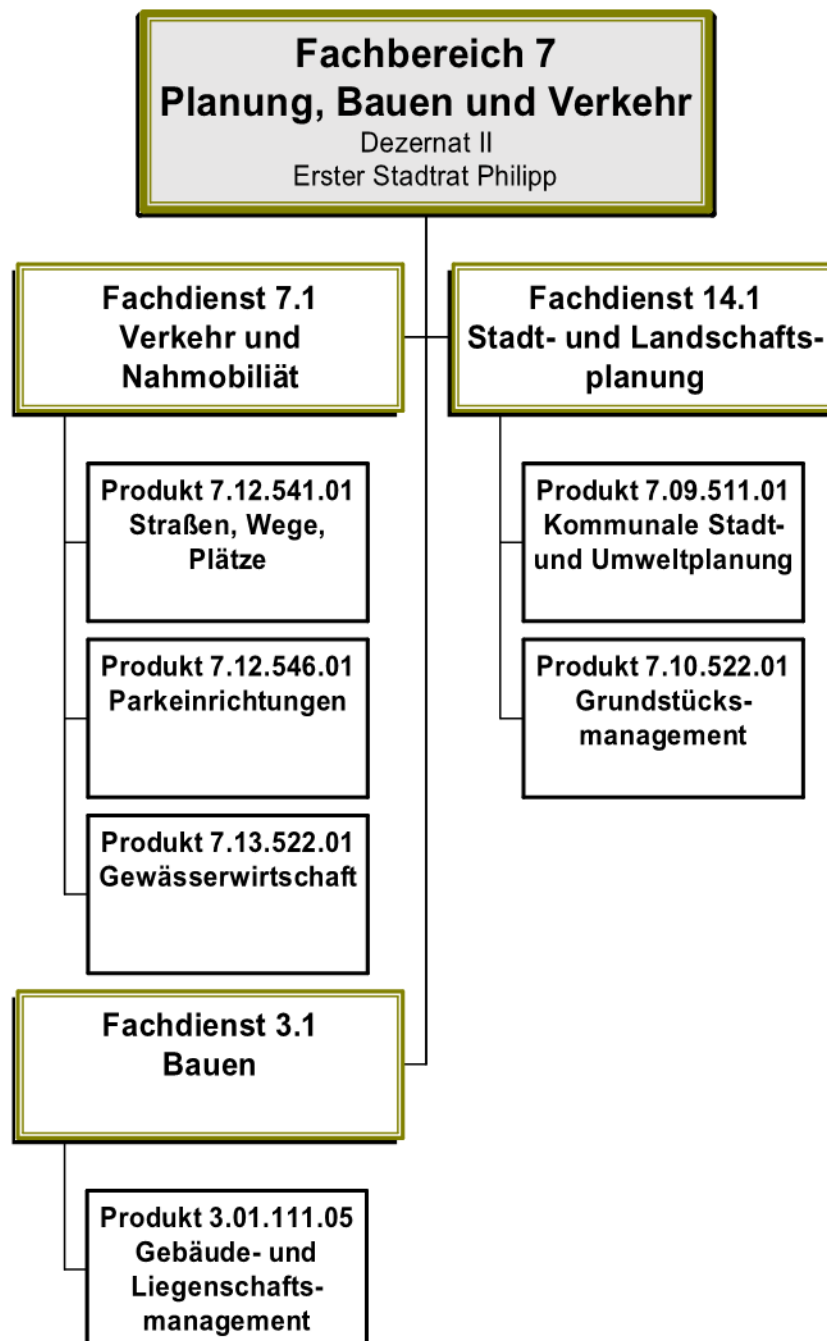 Fachbereich 7
Planung, Bauen und Verkehr
Dezernat II
Erster Stadtrat Philipp
Fachdienst 7.1
Verkehr und
Nahmobiliät
Fachdienst 14.1
Stadt- und Landschafts-
planung
Produkt 7.12.541.01
Straßen, Wege,
Plätze
Produkt 7.09.511.01
Kommunale Stadt-
und Umweltplanung
Produkt 7.12.546.01
Parkeinrichtungen
Produkt 7.10.522.01
Grundstücks-
management
Produkt 7.13.522.01
Gewässerwirtschaft
Fachdienst 3.1
Bauen
Produkt 3.01.111.05
Gebäude- und
Liegenschafts-
management